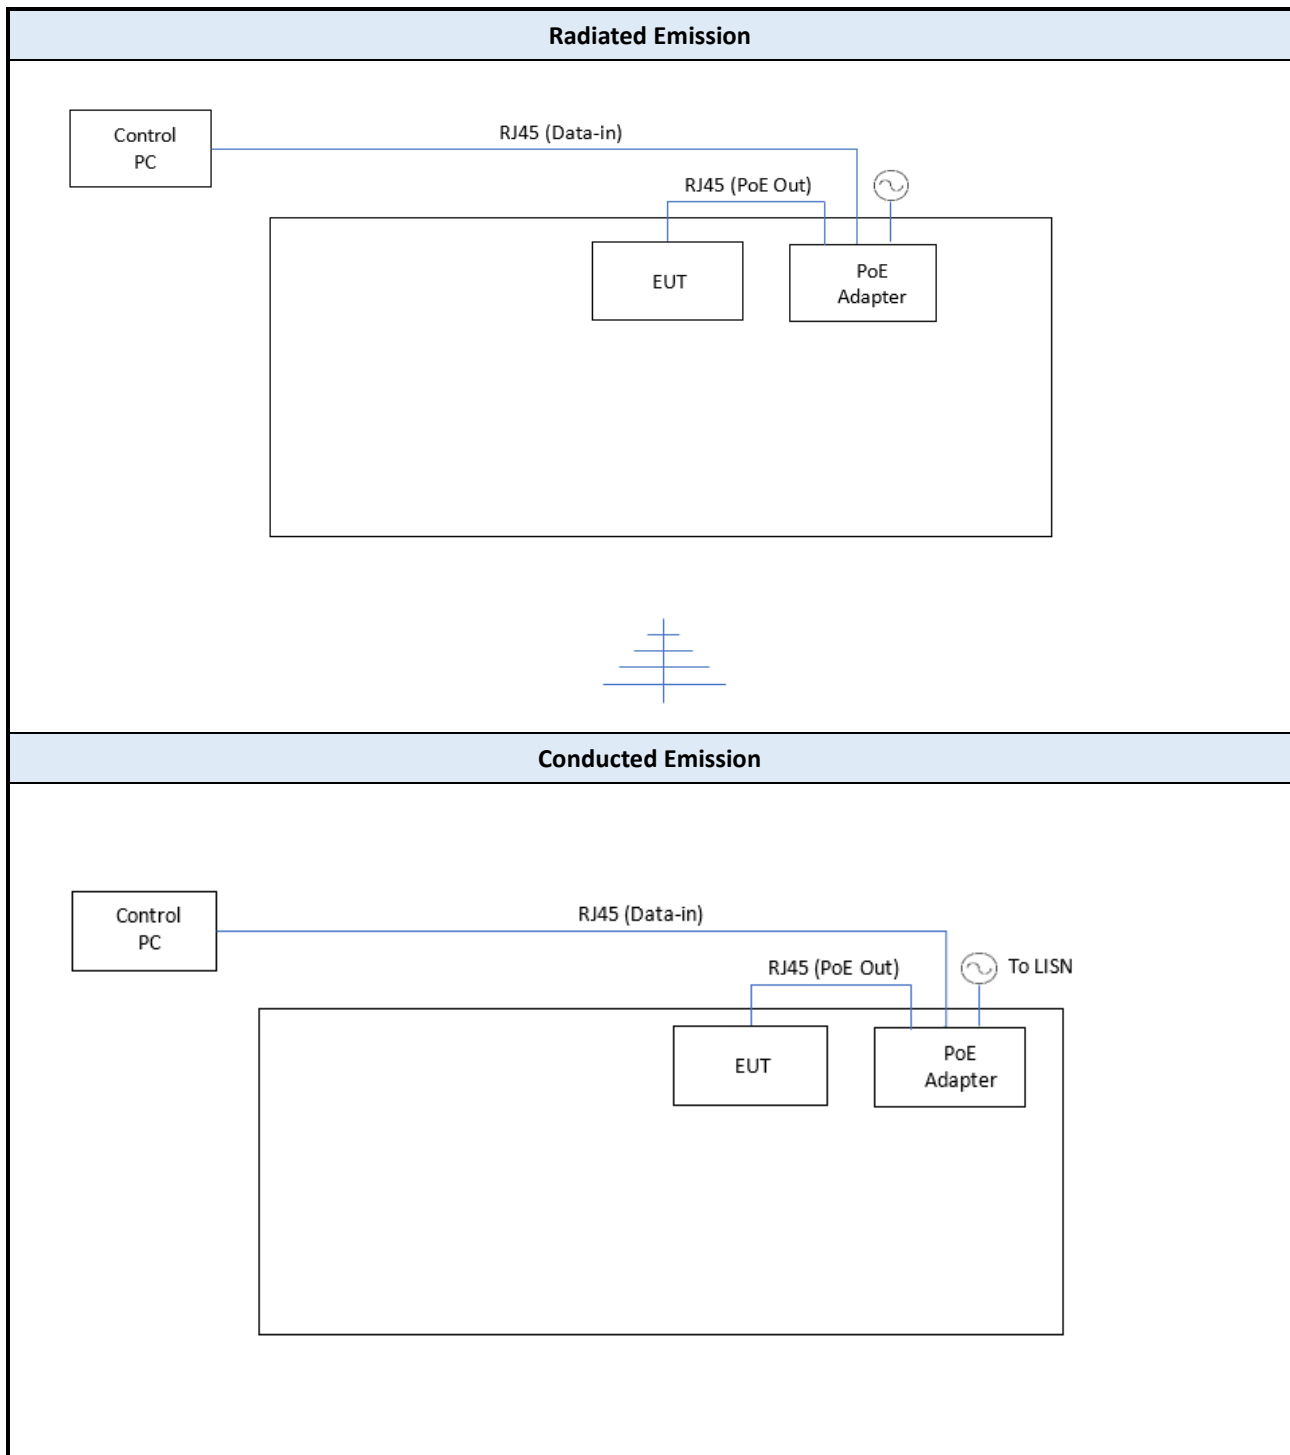 Radiated Emission
Control
PC
RJ45 (Data-in)
RJ45 (PoE Out)
EUT
PoE
Adapter
Conducted Emission
Control
PC
RJ45 (Data-in)
RJ45 (PoE Out)
To LISN
EUT
PoE
Adapter